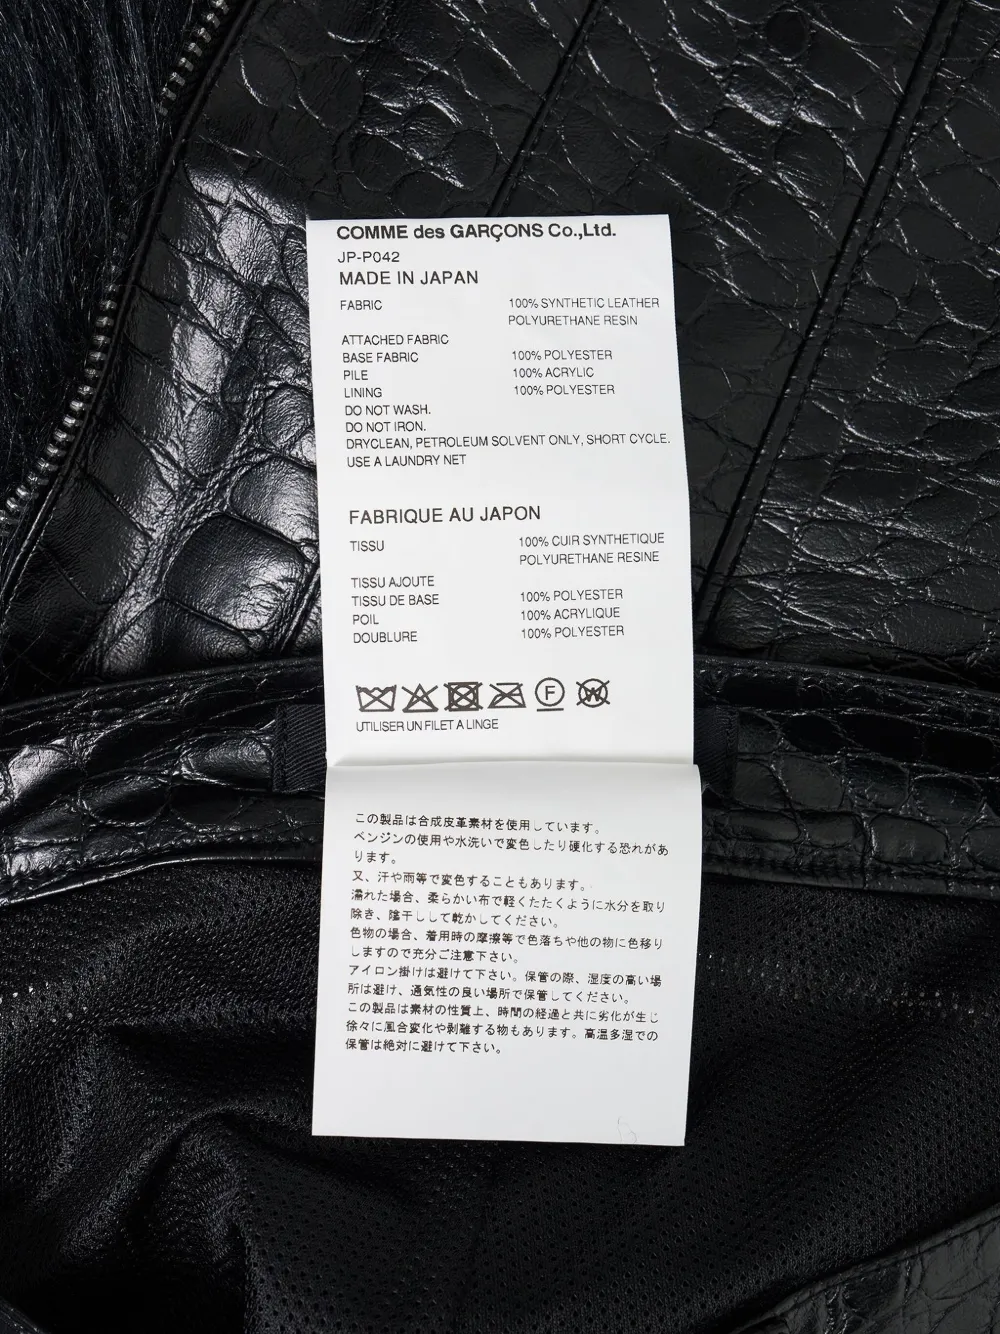 COMME des GARÇONS Co.,Ltd.
JP-P042
MADE IN JAPAN
FABRIC 100% SYNTHETIC LEATHER
POLYURETHANE RESIN
ATTACHED FABRIC
BASE FABRIC 100% POLYESTER
PILE 100% ACRYLIC
LINING 100% POLYESTER
DO NOT WASH.
DO NOT IRON.
DRYCLEAN, PETROLEUM SOLVENT ONLY, SHORT CYCLE.
USE A LAUNDRY NET
FABRIQUE AU JAPON
TISSU 100% CUIR SYNTHETIQUE
POLYURETHANE RESINE
TISSU AJOUTE
TISSU DE BASE 100% POLYESTER
POIL 100% ACRYLIQUE
DOUBLURE 100% POLYESTER
F W
UTILISER UN FILET A LINGE
この製品は合成皮革素材を使用しています。
ベンジンの使用や水洗いで変色したり硬化する恐れがあ
ります。
又、汗や雨等で変色することもあります。
濡れた場合、柔らかい布で軽くたたくように水分を取り
除き、陰干しして乾かしてください。
色物の場合、着用時の摩擦等で色落ちや他の物に色移り
しますので充分ご注意下さい。
アイロン掛けは避けて下さい。保管の際、湿度の高い場
所は避け、通気性の良い場所で保管してください。
この製品は素材の性質上、時間の経過と共に劣化が生じ
徐々に風合変化や剥離する物もあります。高温多湿での
保管は絶対に避けて下さい。